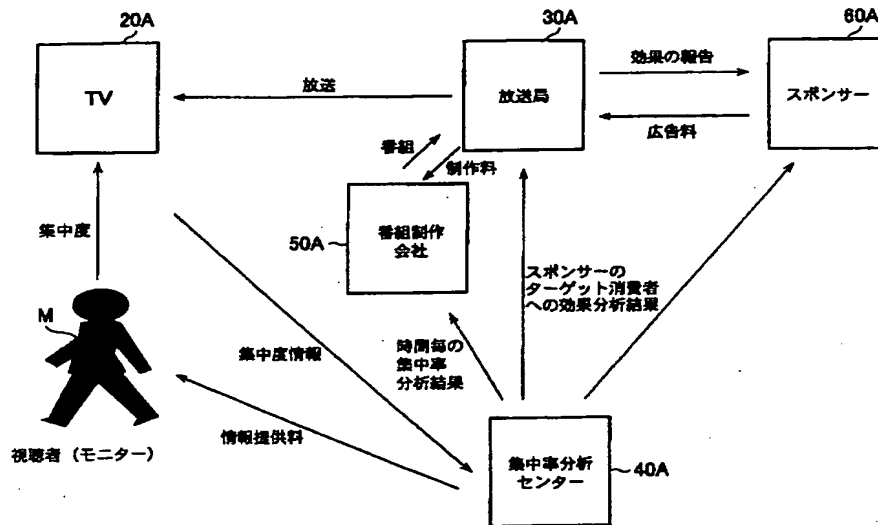 20A
30A
60A
TV
放送
放送局
効果の報告
広告料
スポンサー
番組
制作料
50A
番組制作
会社
集中度
M
スポンサーの
ターゲット消費者
への効果分析結果
時間毎の
集中率
分析結果
集中度情報
情報提供料
視聴者（モニター）
集中率分析
センター
40A